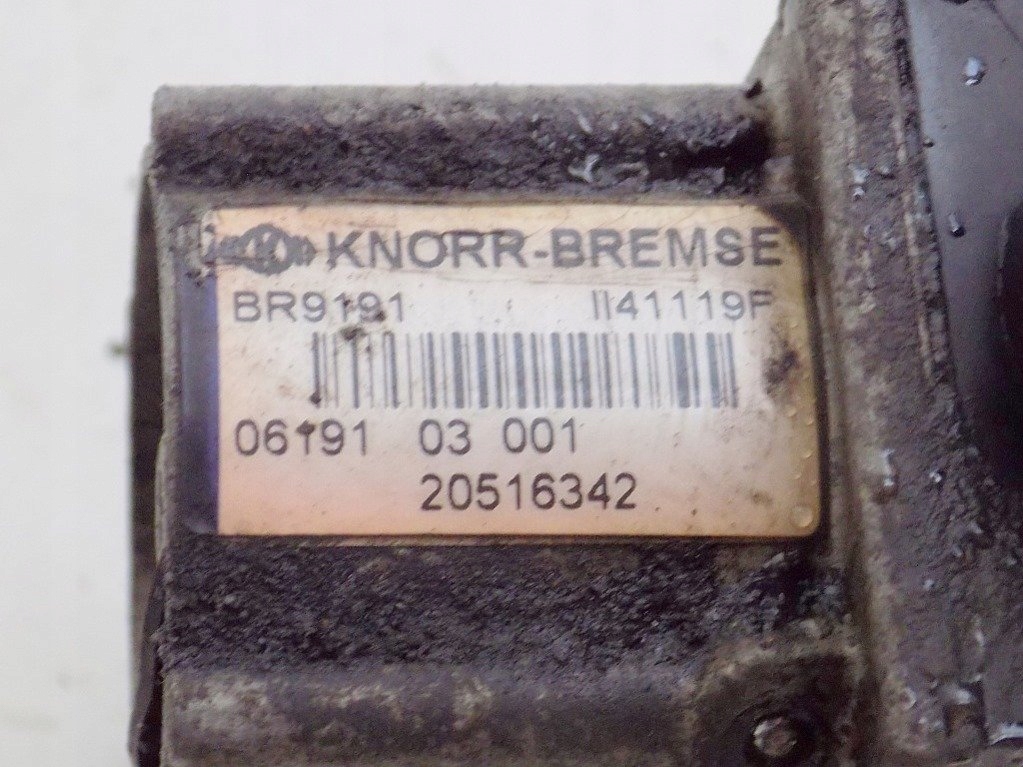 KNORR-BREMSE
BR9191 II41119F
06191 03 001
20516342